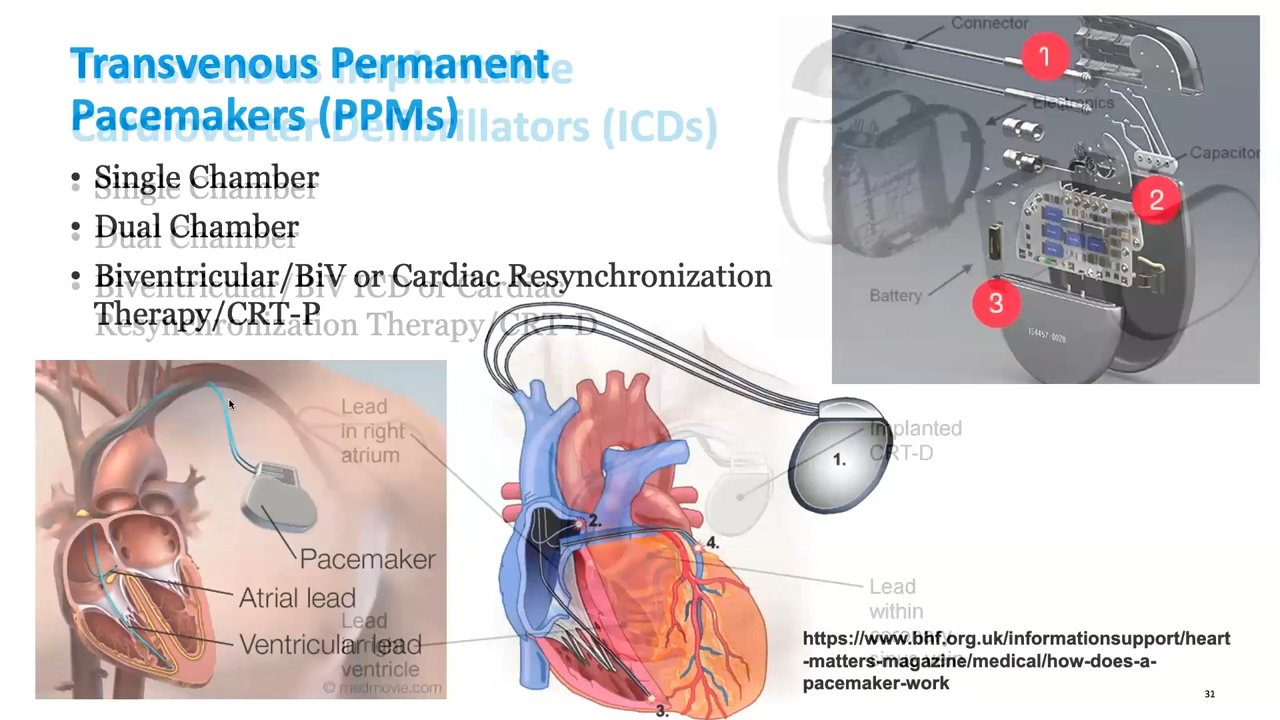 Transvenous Permanent
Pacemakers (PPMs)
Transvenous Implantable
Cardioverter Defibrillators (ICDs)
• Single Chamber
• Single Chamber
• Dual Chamber
• Dual Chamber
• Biventricular/BiV or Cardiac Resynchronization
Therapy/CRT-P
• Biventricular/BiV ICD or Cardiac
Resynchronization Therapy/CRT-D
Connector
1
Electronics
Capacitor
2
Battery
3
Lead
in right
atrium
Pacemaker
Atrial lead
Ventricular lead
Lead
in right
ventricle
© medmovie.com
1.
2.
3.
4.
Implanted
CRT-D
Lead
within
https://www.bhf.org.uk/informationsupport/heart
-matters-magazine/medical/how-does-a-
pacemaker-work